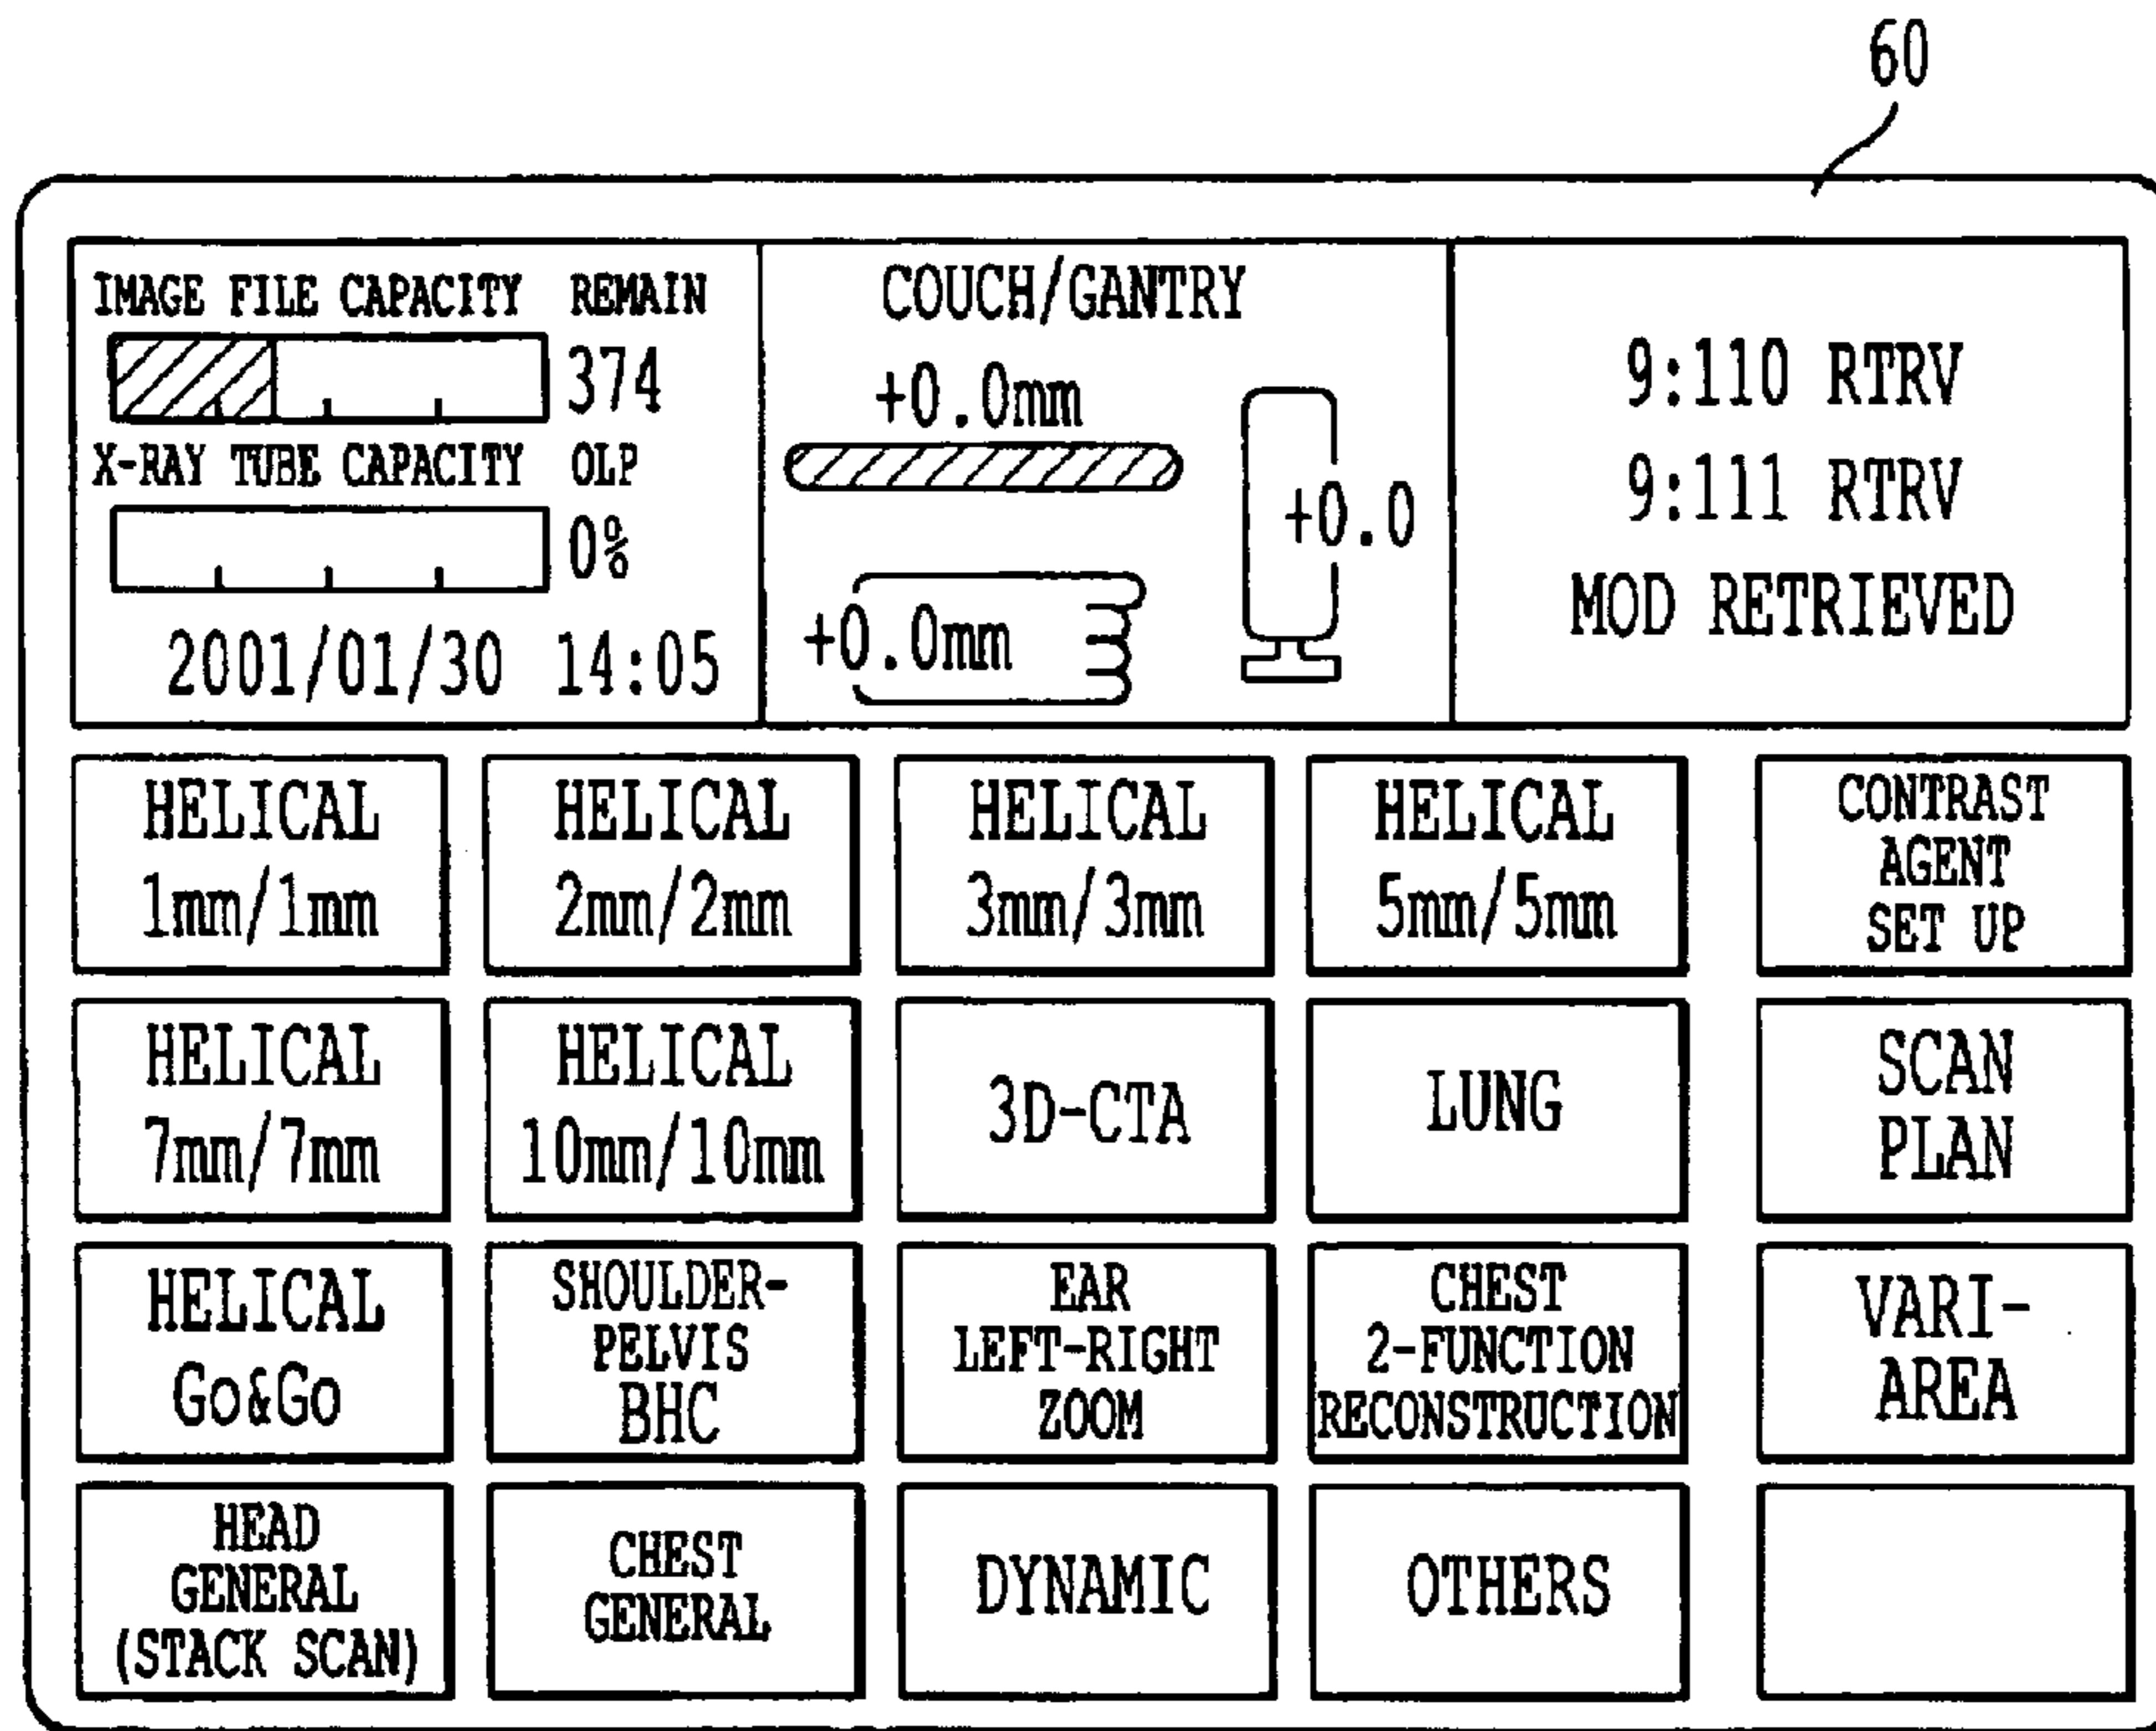 60
IMAGE FILE CAPACITY REMAIN
374
X-RAY TUBE CAPACITY OLP
0%
2001/01/30 14:05
COUCH/GANTRY
+0.0mm
+0.0
+0.0mm
9:110 RTRV
9:111 RTRV
MOD RETRIEVED
HELICAL
1mm/1mm
HELICAL
2mm/2mm
HELICAL
3mm/3mm
HELICAL
5mm/5mm
CONTRAST
AGENT
SET UP
HELICAL
7mm/7mm
HELICAL
10mm/10mm
3D-CTA
LUNG
SCAN
PLAN
HELICAL
Go&Go
SHOULDER-
PELVIS
BHC
EAR
LEFT-RIGHT
ZOOM
CHEST
2-FUNCTION
RECONSTRUCTION
VARI-
AREA
HEAD
GENERAL
(STACK SCAN)
CHEST
GENERAL
DYNAMIC
OTHERS